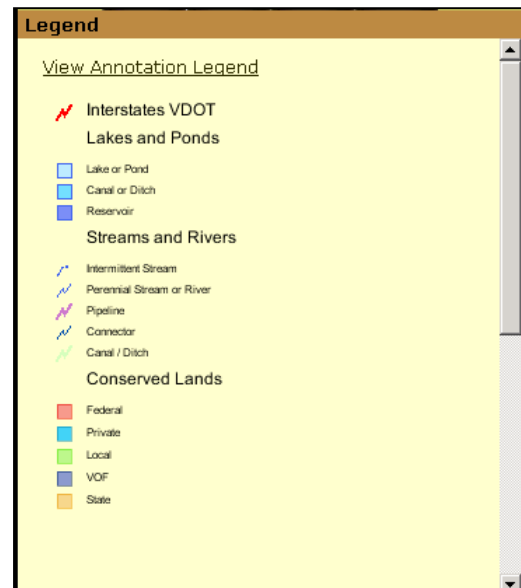 Legend
View Annotation Legend
Interstates VDOT
Lakes and Ponds
Lake or Pond
Canal or Ditch
Reservoir
Streams and Rivers
Intermittent Stream
Perennial Stream or River
Pipeline
Connector
Canal / Ditch
Conserved Lands
Federal
Private
Local
VOF
State